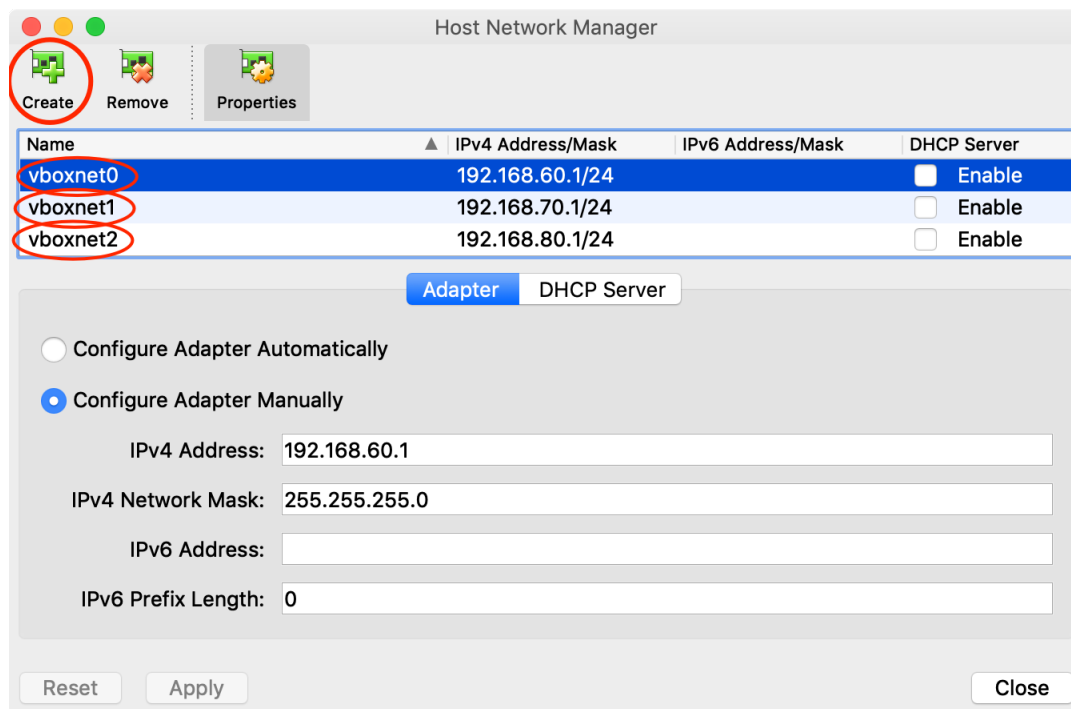 Host Network Manager
Create Remove Properties
Name IPv4 Address/Mask IPv6 Address/Mask DHCP Server
vboxnet0 192.168.60.1/24 Enable
vboxnet1 192.168.70.1/24 Enable
vboxnet2 192.168.80.1/24 Enable
Adapter DHCP Server
Configure Adapter Automatically
Configure Adapter Manually
IPv4 Address: 192.168.60.1
IPv4 Network Mask: 255.255.255.0
IPv6 Address:
IPv6 Prefix Length: 0
Reset Apply Close